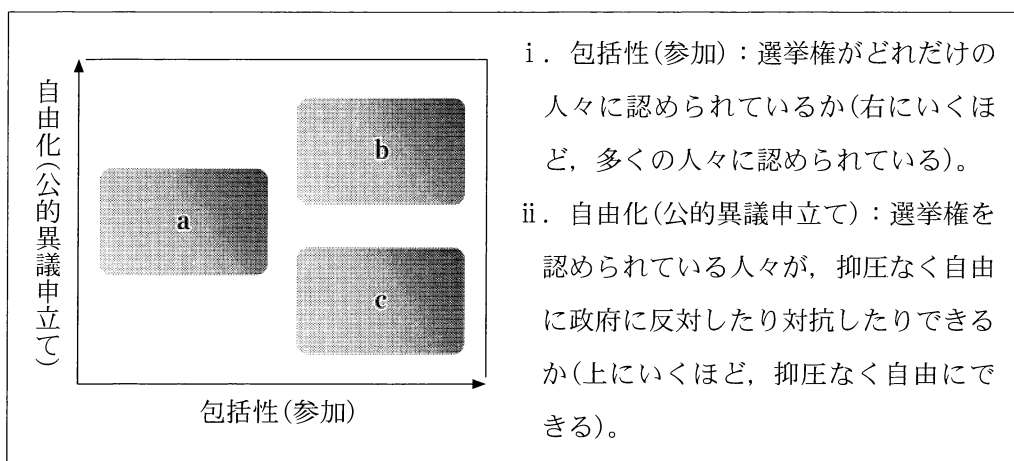 自由化(公的異議申立て)
a
b
c
包括性(参加)
ⅰ．包括性(参加)：選挙権がどれだけの
人々に認められているか(右にいくほ
ど，多くの人々に認められている)。
ⅱ．自由化(公的異議申立て)：選挙権を
認められている人々が，抑圧なく自由
に政府に反対したり対抗したりできる
か(上にいくほど，抑圧なく自由にで
きる)。